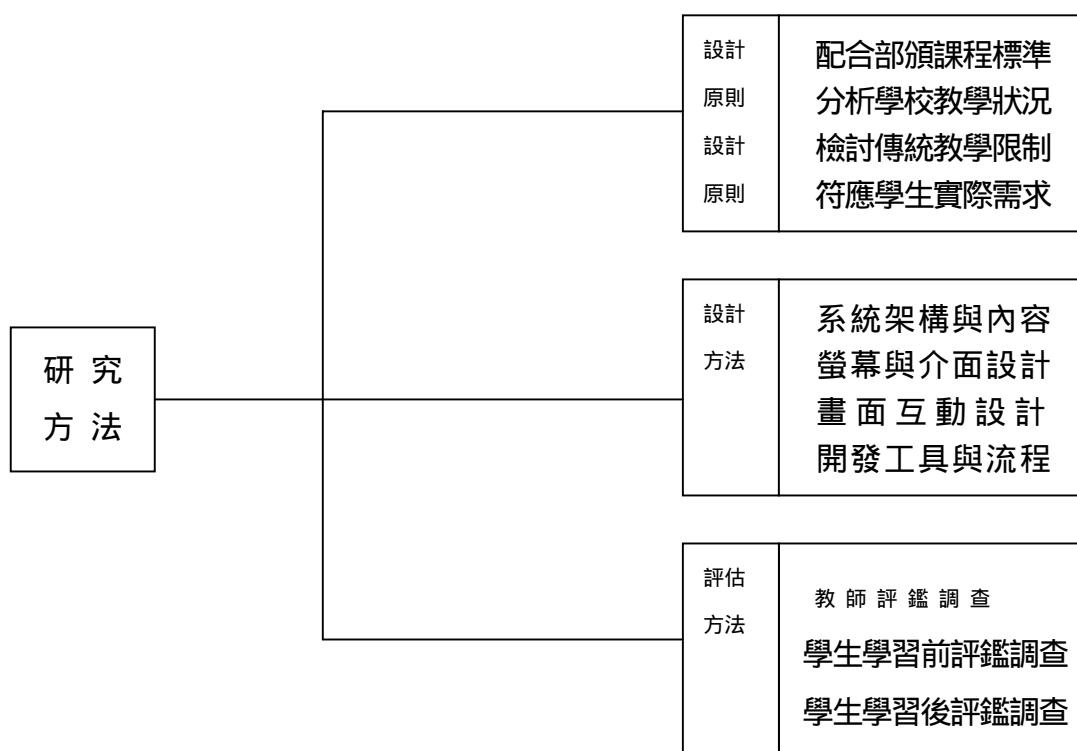 研究
方法
設計
原則
設計
原則
配合部頒課程標準
分析學校教學狀況
檢討傳統教學限制
符應學生實際需求
設計
方法
系統架構與內容
螢幕與介面設計
畫面互動設計
開發工具與流程
評估
方法
教師評鑑調查
學生學習前評鑑調查
學生學習後評鑑調查